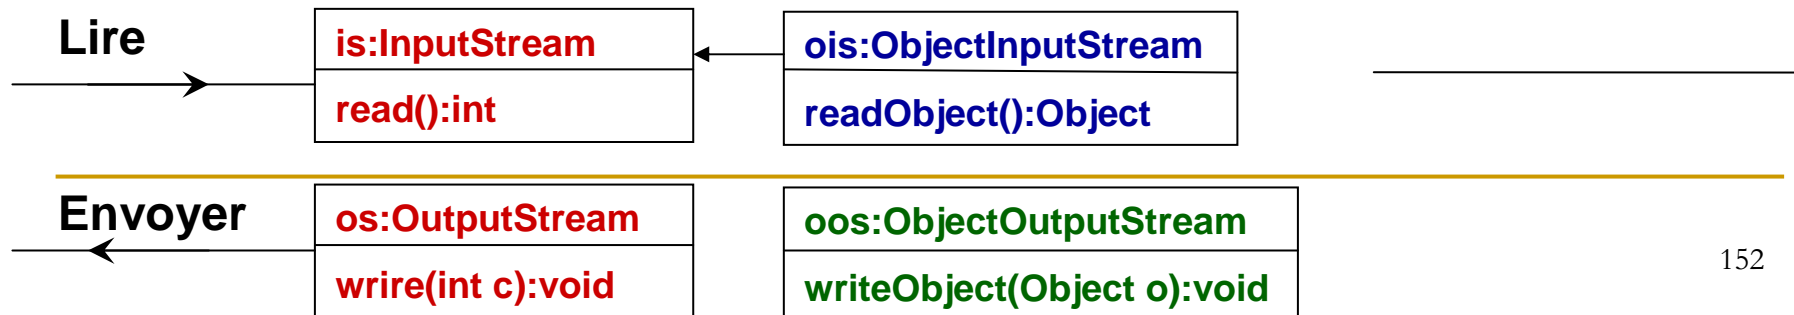 Lire
is:InputStream
ois:ObjectInputStream
read():int
readObject():Object
Envoyer
os:OutputStream
oos:ObjectOutputStream
wrire(int c):void
writeObject(Object o):void
152